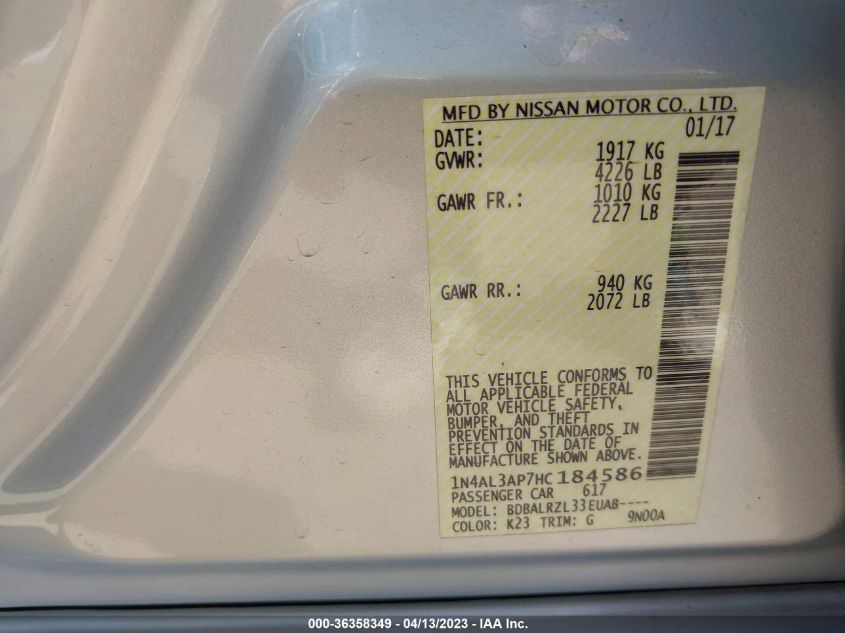 MFD BY NISSAN MOTOR CO., LTD.
DATE: 01/17
GVWR: 1917 KG
4226 LB
GAWR FR.: 1010 KG
2227 LB
GAWR RR.: 940 KG
2072 LB
THIS VEHICLE CONFORMS TO
ALL APPLICABLE FEDERAL
MOTOR VEHICLE SAFETY,
BUMPER, AND THEFT
PREVENTION STANDARDS IN
EFFECT ON THE DATE OF
MANUFACTURE SHOWN ABOVE.
1N4AL3AP7HC184586
PASSENGER CAR 617
MODEL: BDBALRZL33EUAB----
COLOR: K23 TRIM: G 9N00A
000-36358349 - 04/13/2023 - IAA Inc.